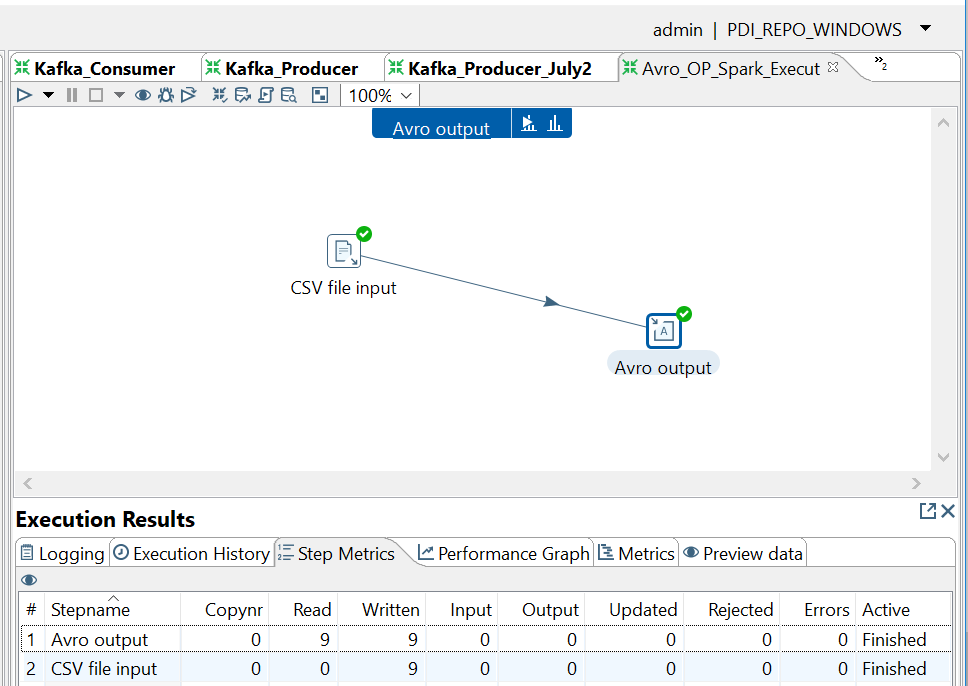 admin | PDI_REPO_WINDOWS
Kafka_Consumer Kafka_Producer Kafka_Producer_July2 Avro_OP_Spark_Execut »2
100%
Avro output
CSV file input
A
Avro output
Execution Results
Logging Execution History Step Metrics Performance Graph Metrics Preview data
# Stepname Copynr Read Written Input Output Updated Rejected Errors Active
1 Avro output 0 9 9 0 0 0 0 0 Finished
2 CSV file input 0 0 9 0 0 0 0 0 Finished